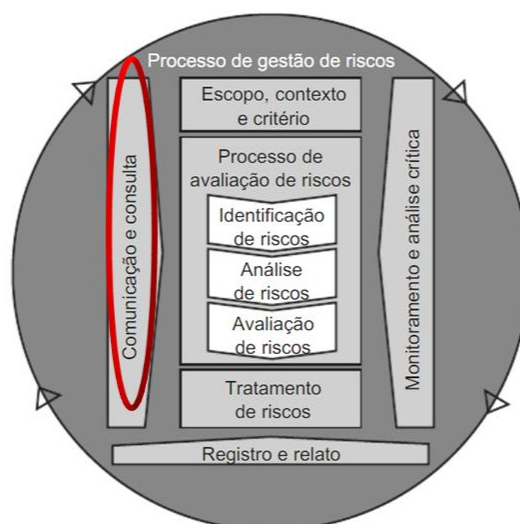 Processo de gestão de riscos
Escopo, contexto
e critério
Comunicação e consulta
Processo de
avaliação de riscos
Identificação
de riscos
Análise
de riscos
Avaliação
de riscos
Monitoramento e análise crítica
Tratamento
de riscos
Registro e relato